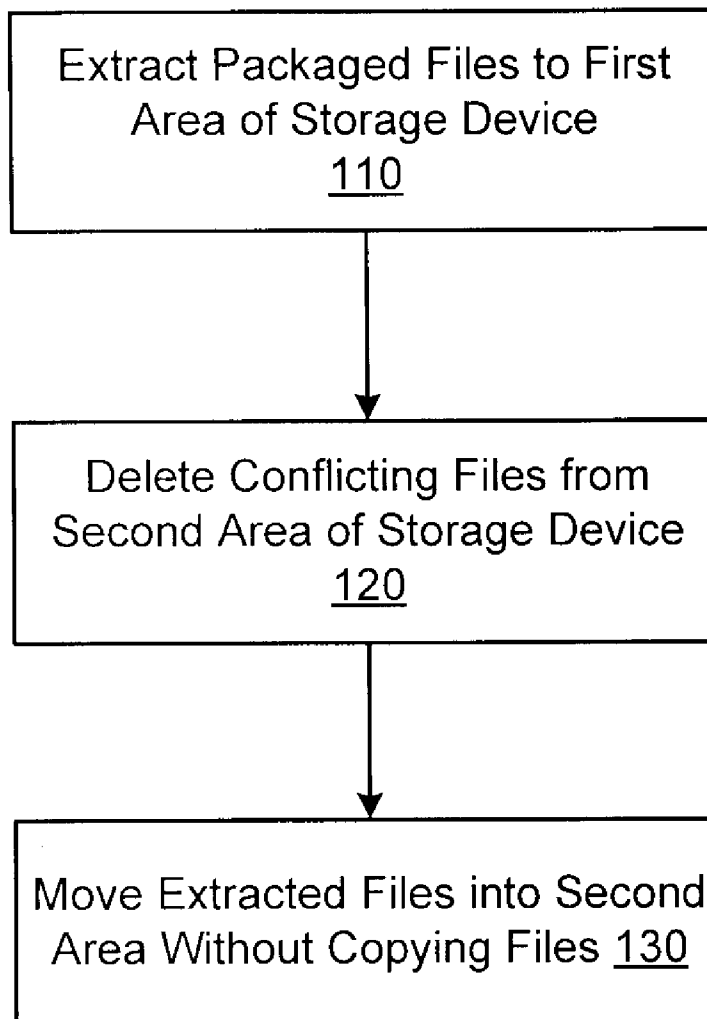 Extract Packaged Files to First
Area of Storage Device
110
Delete Conflicting Files from
Second Area of Storage Device
120
Move Extracted Files into Second
Area Without Copying Files 130